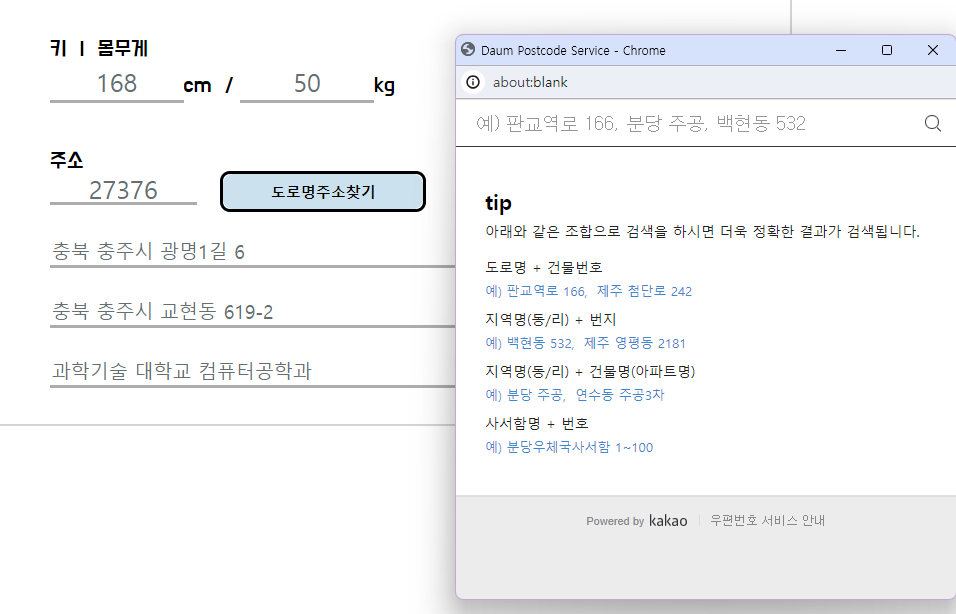 키 | 몸무게
168 cm / 50 kg
주소
27376 도로명주소찾기
충북 충주시 광명1길 6
충북 충주시 교현동 619-2
과학기술 대학교 컴퓨터공학과
Daum Postcode Service - Chrome
about:blank
예) 판교역로 166, 분당 주공, 백현동 532
tip
아래와 같은 조합으로 검색을 하시면 더욱 정확한 결과가 검색됩니다.
도로명 + 건물번호
예) 판교역로 166, 제주 첨단로 242
지역명(동/리) + 번지
예) 백현동 532, 제주 영평동 2181
지역명(동/리) + 건물명(아파트명)
예) 분당 주공, 연수동 주공3차
사서함명 + 번호
예) 분당우체국사서함 1~100
Powered by kakao 우편번호 서비스 안내